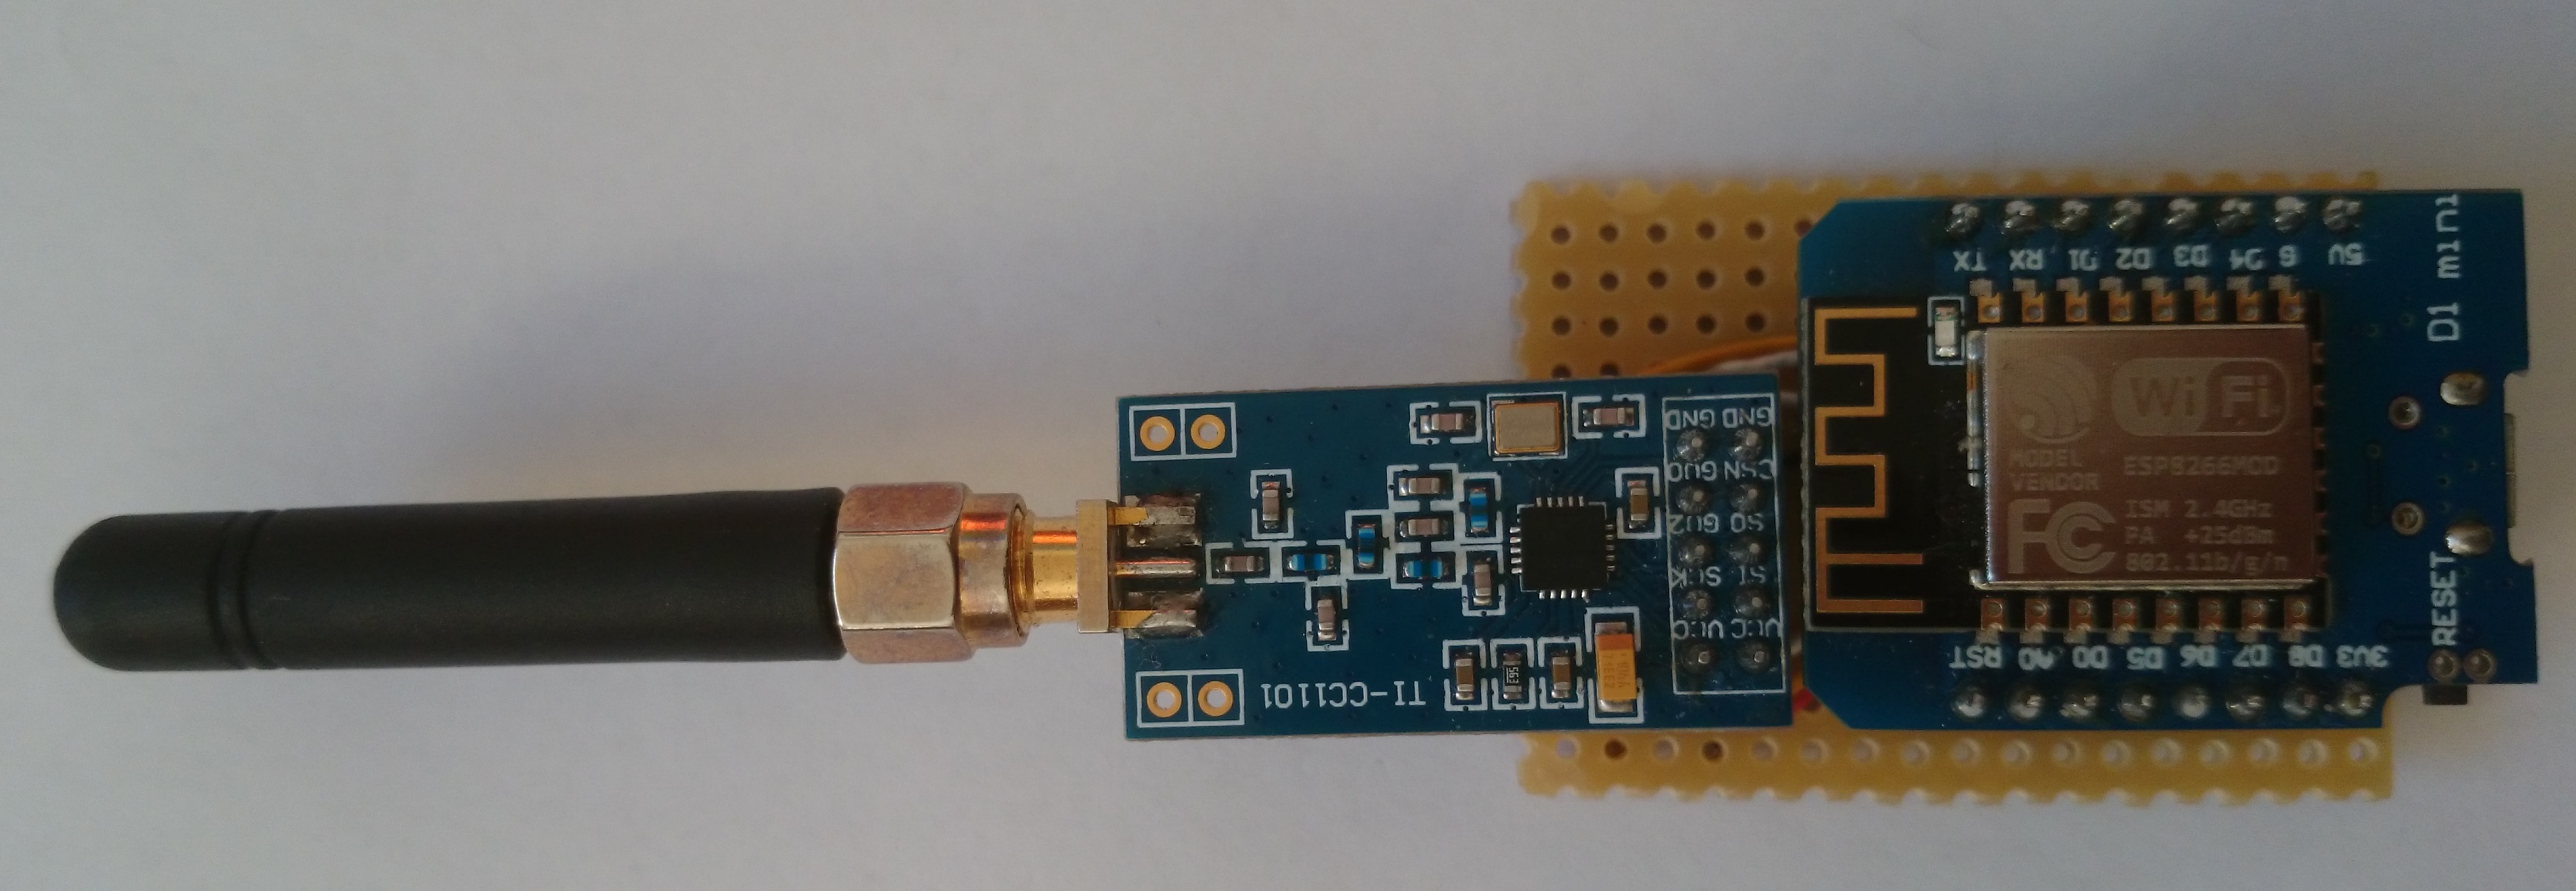 TX RX D1 D2 D3 D4 G 5V
D1 mini
WiFi
MODEL
VENDOR
ESP8266MOD
FC
ISM 2.4GHz
PA +25dBm
802.11b/g/n
RST A0 D0 D5 D6 D7 D8 3V3
RESET
GND GND
CSN GDO
SO GO2
SI SCK
VCC VCC
TI-CC1101